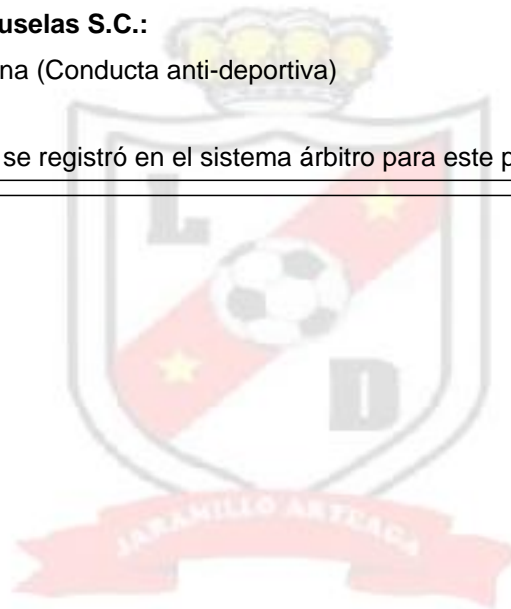 uselas S.C.:
na (Conducta anti-deportiva)
se registró en el sistema árbitro para este p
L
D
JARAMILLO ARTEAGA